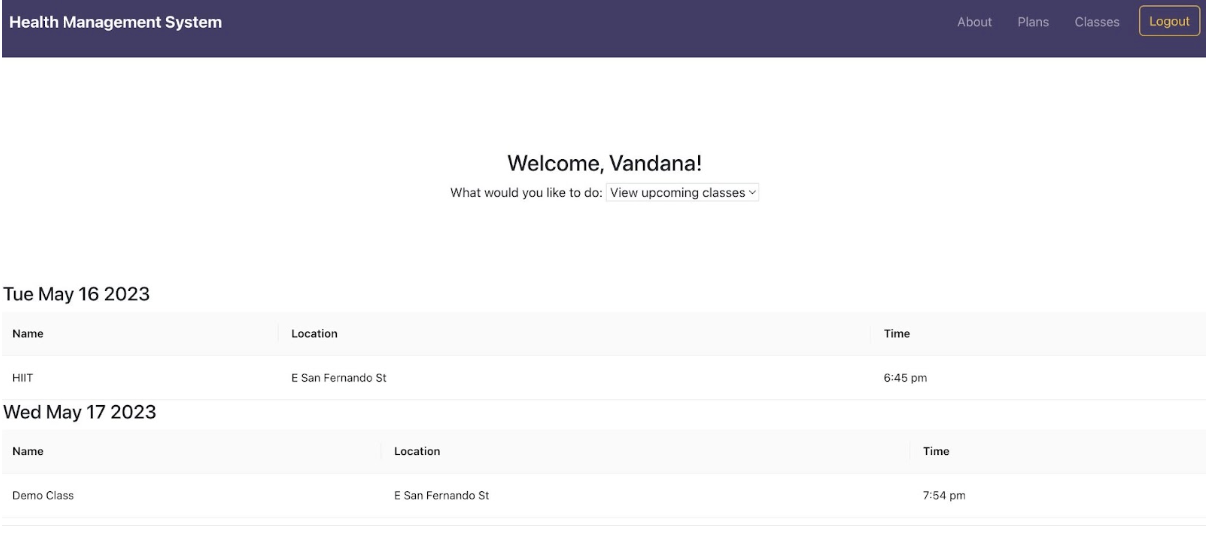 Health Management System About Plans Classes Logout
Welcome, Vandana!
What would you like to do: View upcoming classes
Tue May 16 2023
Name Location Time
HIIT E San Fernando St 6:45 pm
Wed May 17 2023
Name Location Time
Demo Class E San Fernando St 7:54 pm